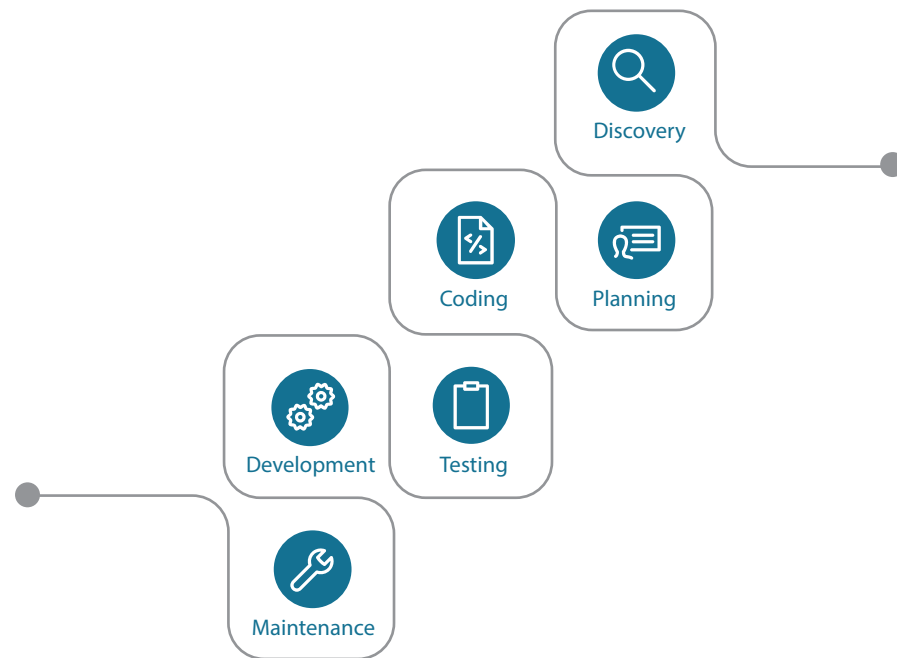 Discovery
Coding
Planning
Development
Testing
Maintenance